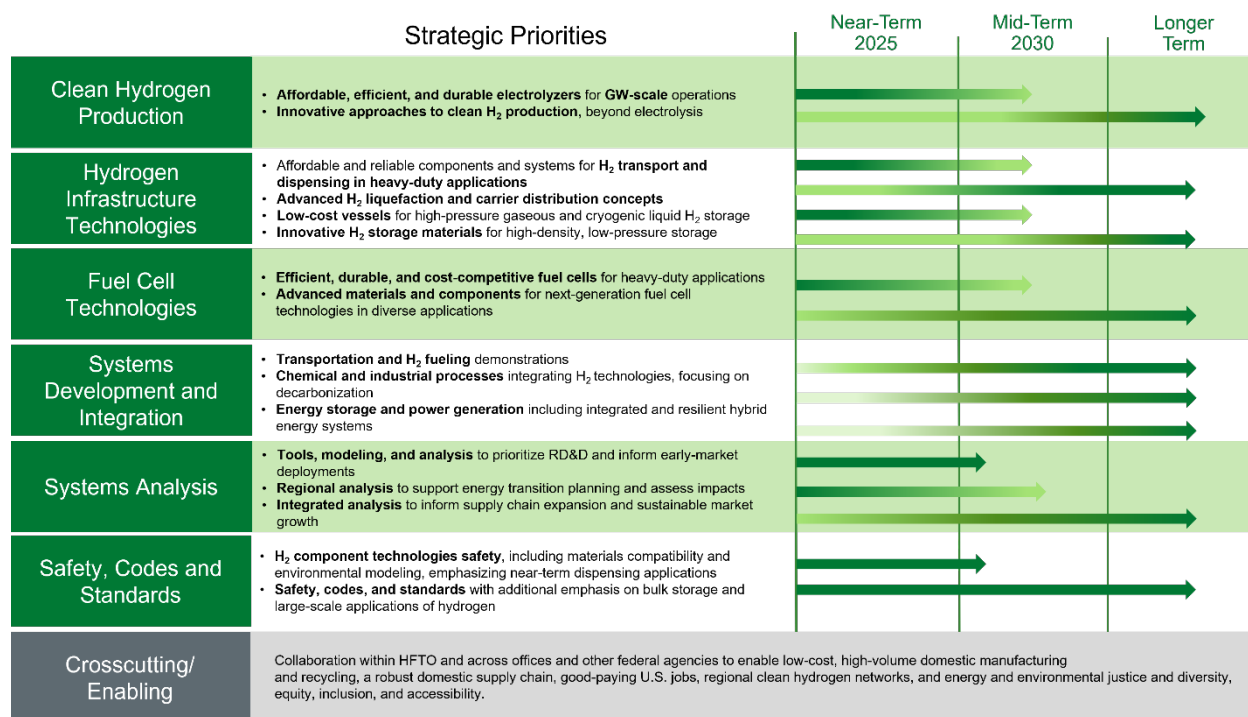 Strategic Priorities
Near-Term
2025
Mid-Term
2030
Longer
Term
Clean Hydrogen
Production
• Affordable, efficient, and durable electrolyzers for GW-scale operations
• Innovative approaches to clean H₂ production, beyond electrolysis
Hydrogen
Infrastructure
Technologies
• Affordable and reliable components and systems for H₂ transport and
dispensing in heavy-duty applications
• Advanced H₂ liquefaction and carrier distribution concepts
• Low-cost vessels for high-pressure gaseous and cryogenic liquid H₂ storage
• Innovative H₂ storage materials for high-density, low-pressure storage
Fuel Cell
Technologies
• Efficient, durable, and cost-competitive fuel cells for heavy-duty applications
• Advanced materials and components for next-generation fuel cell
technologies in diverse applications
Systems
Development and
Integration
• Transportation and H₂ fueling demonstrations
• Chemical and industrial processes integrating H₂ technologies, focusing on
decarbonization
• Energy storage and power generation including integrated and resilient hybrid
energy systems
Systems Analysis
• Tools, modeling, and analysis to prioritize RD&D and inform early-market
deployments
• Regional analysis to support energy transition planning and assess impacts
• Integrated analysis to inform supply chain expansion and sustainable market
growth
Safety, Codes and
Standards
• H₂ component technologies safety, including materials compatibility and
environmental modeling, emphasizing near-term dispensing applications
• Safety, codes, and standards with additional emphasis on bulk storage and
large-scale applications of hydrogen
Crosscutting/
Enabling
Collaboration within HFTO and across offices and other federal agencies to enable low-cost, high-volume domestic manufacturing
and recycling, a robust domestic supply chain, good-paying U.S. jobs, regional clean hydrogen networks, and energy and environmental justice and diversity,
equity, inclusion, and accessibility.